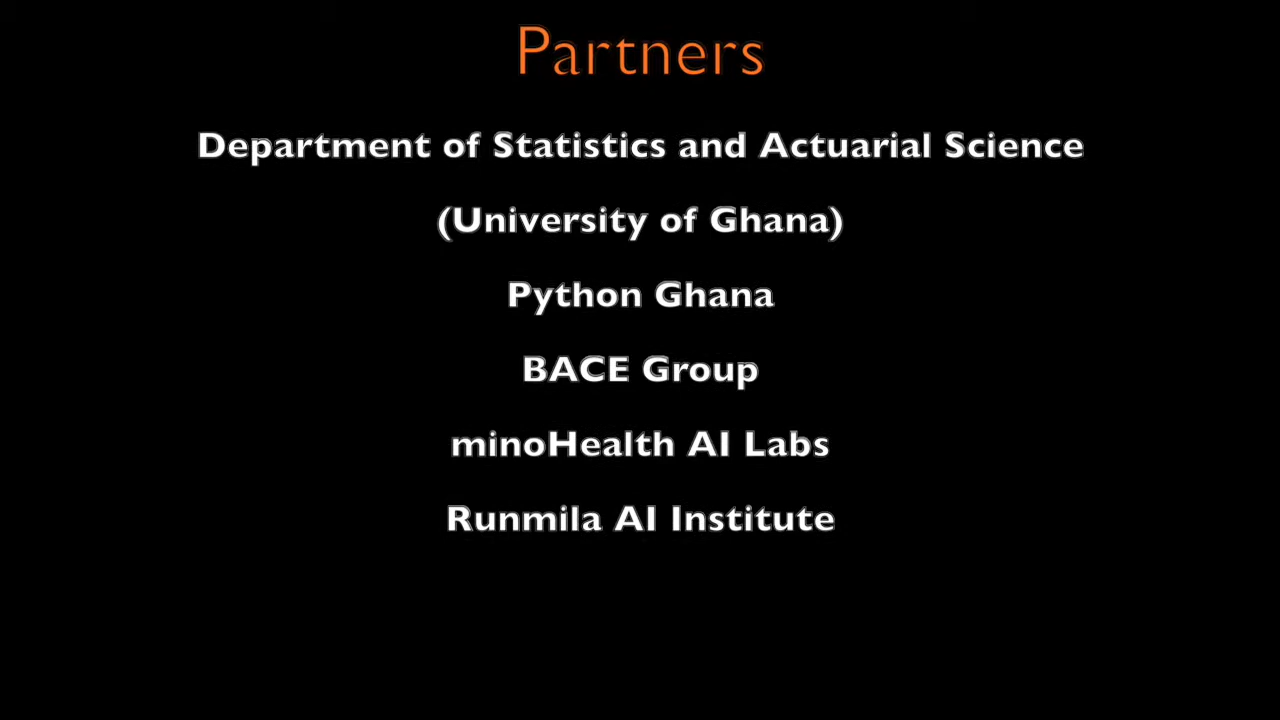 Partners
Department of Statistics and Actuarial Science
(University of Ghana)
Python Ghana
BACE Group
minoHealth AI Labs
Runmila AI Institute